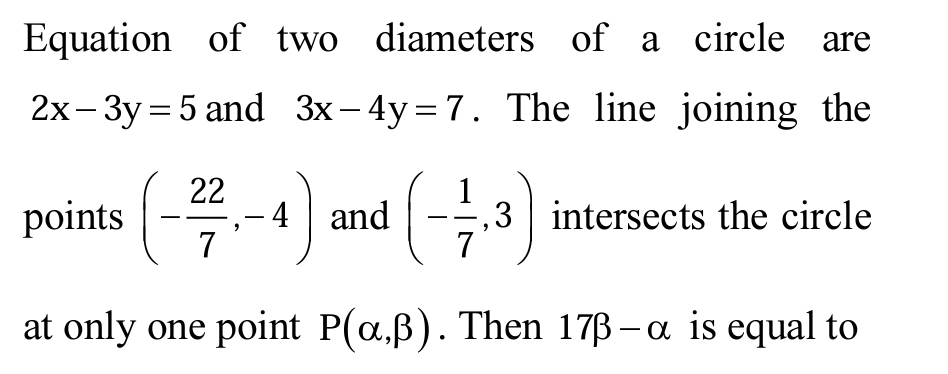 Equation of two diameters of a circle are
2x – 3y = 5 and 3x – 4y = 7. The line joining the
points (–22/7, –4) and (–1/7, 3) intersects the circle
at only one point P(α,β). Then 17β – α is equal to